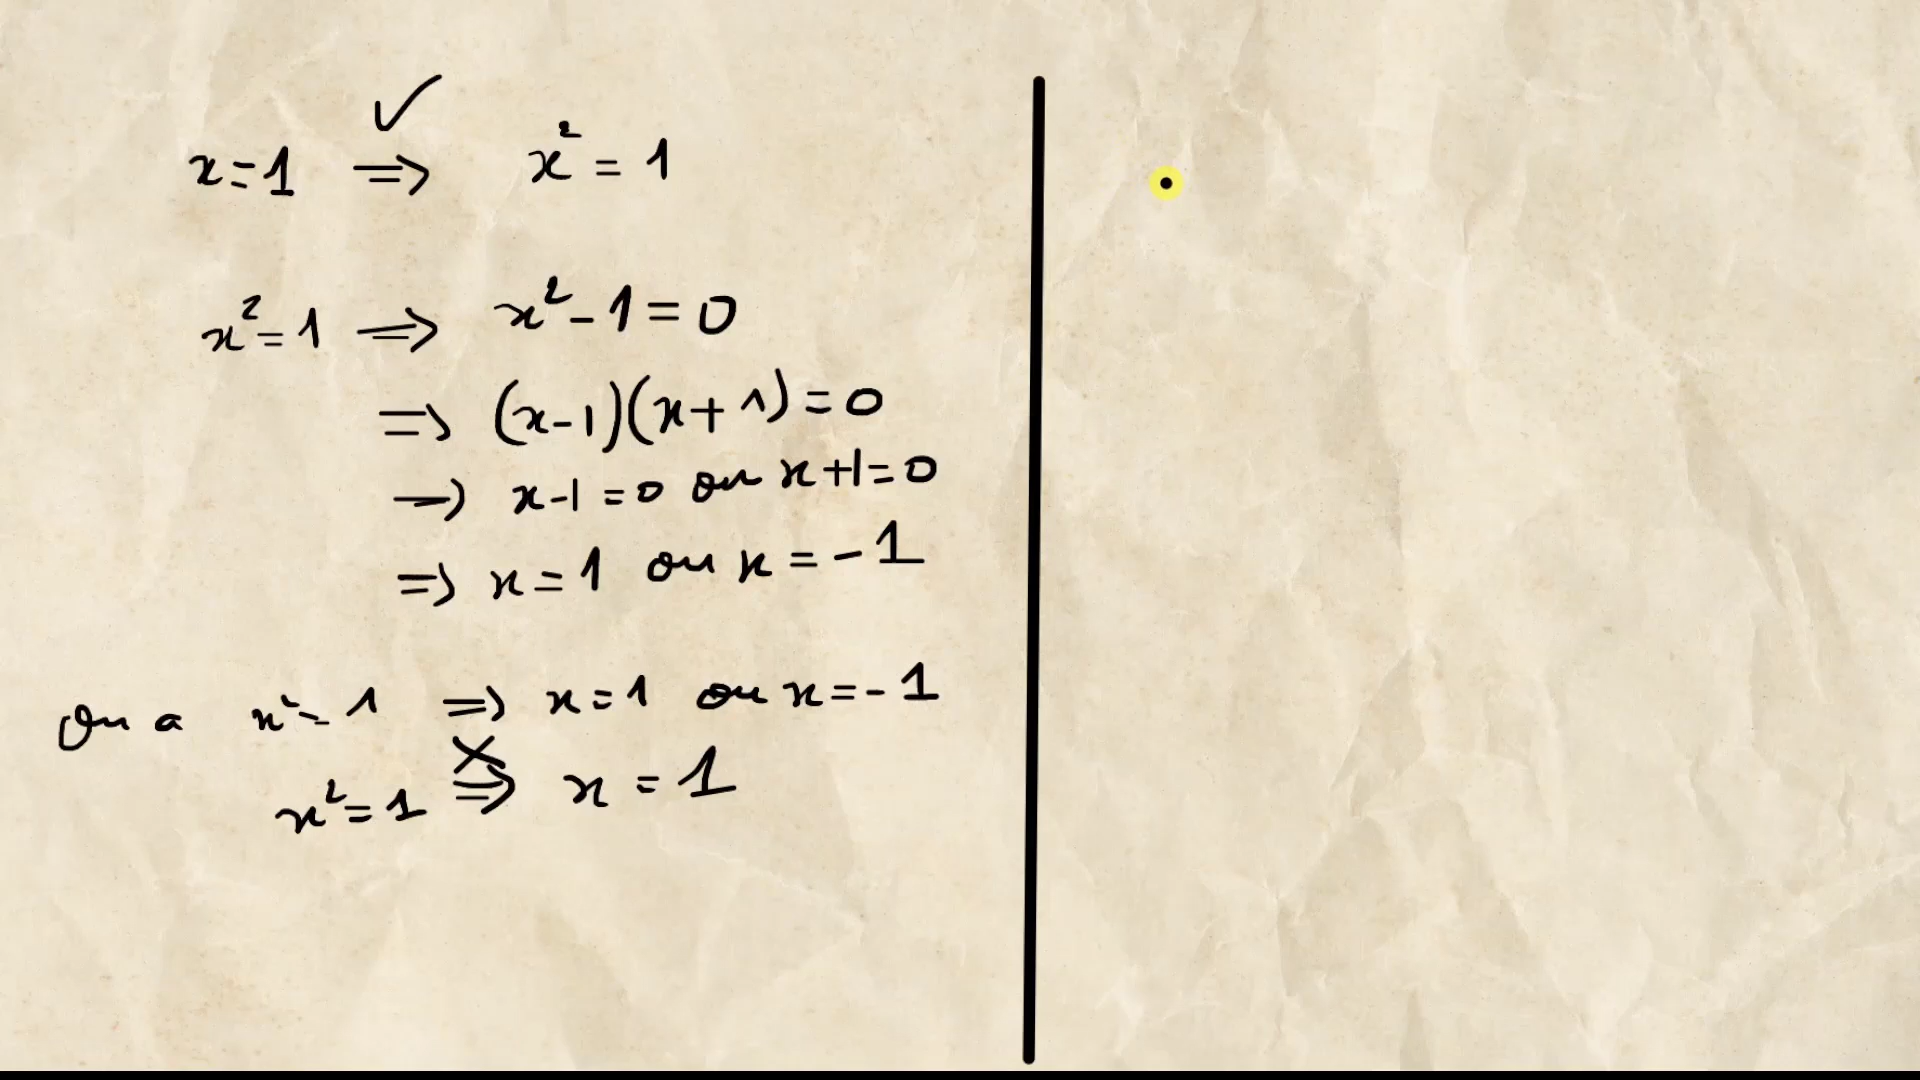 x=1 ⇒ x² = 1
x²=1 ⇒ x²-1=0
⇒ (x-1)(x+1)=0
⇒ x-1=0 ou x+1=0
⇒ x=1 ou x=-1
On a x²=1 ⇒ x=1 ou x=-1
x²=1 ⇒ x=1